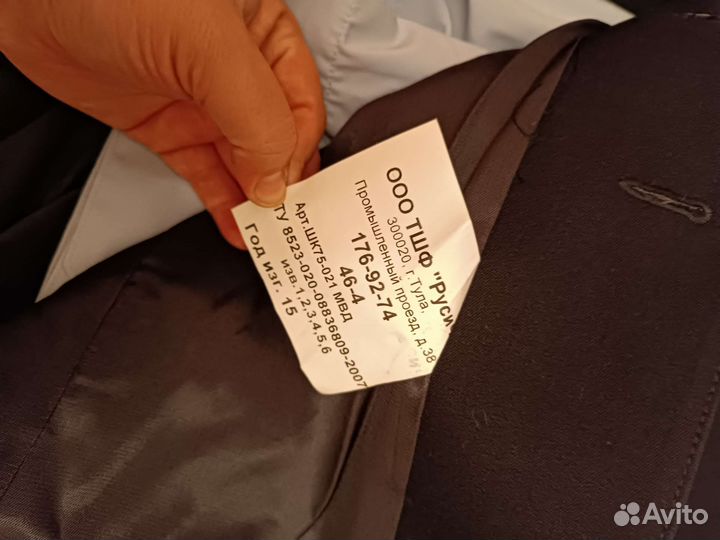 ООО ТШФ "Руси
300020, г.Тула,
Промышленный проезд, д.38
176-92-74
46-4
Арт.ШК75-021 МВД
ТУ 8523-020-08836809-2007
изв.1,2,3,4,5,6
Год изг. 15
Avito